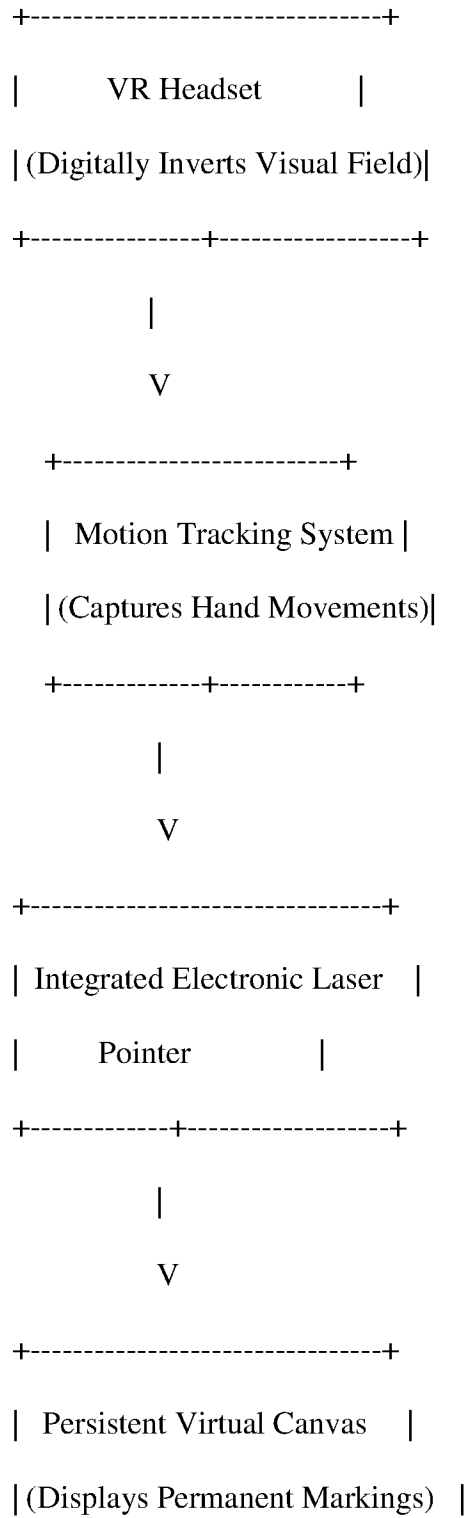 +---------------------------------+
| VR Headset |
| (Digitally Inverts Visual Field)|
+----------------+------------------+
|
V
+--------------------------+
| Motion Tracking System |
| (Captures Hand Movements)|
+-------------+-------------+
|
V
+---------------------------------+
| Integrated Electronic Laser |
| Pointer |
+-------------+-------------------+
|
V
+---------------------------------+
| Persistent Virtual Canvas |
| (Displays Permanent Markings) |